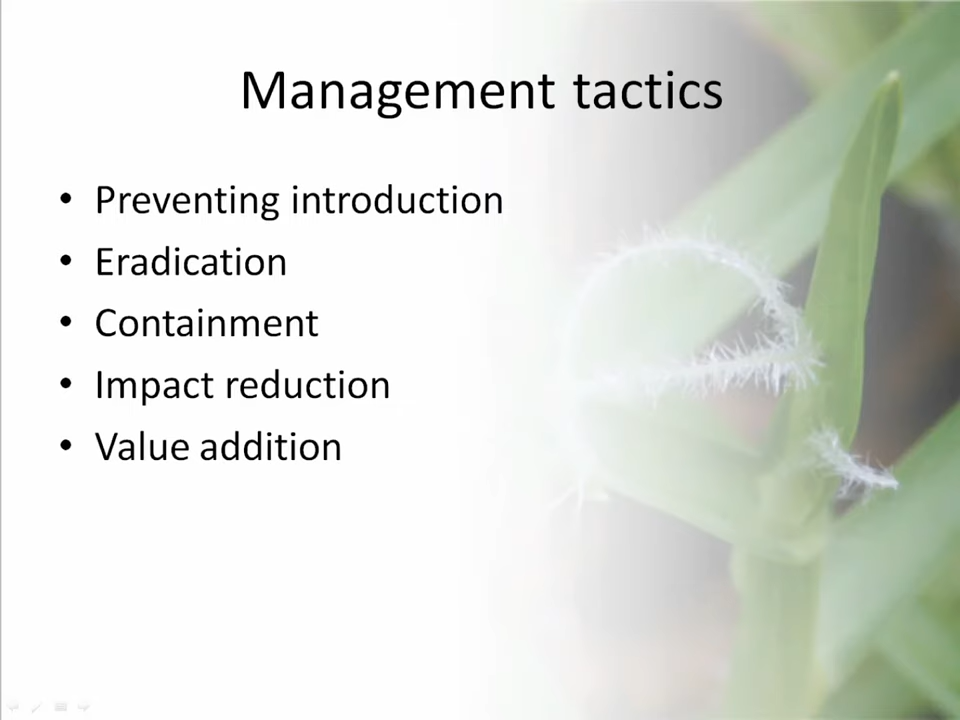 Management tactics
• Preventing introduction
• Eradication
• Containment
• Impact reduction
• Value addition